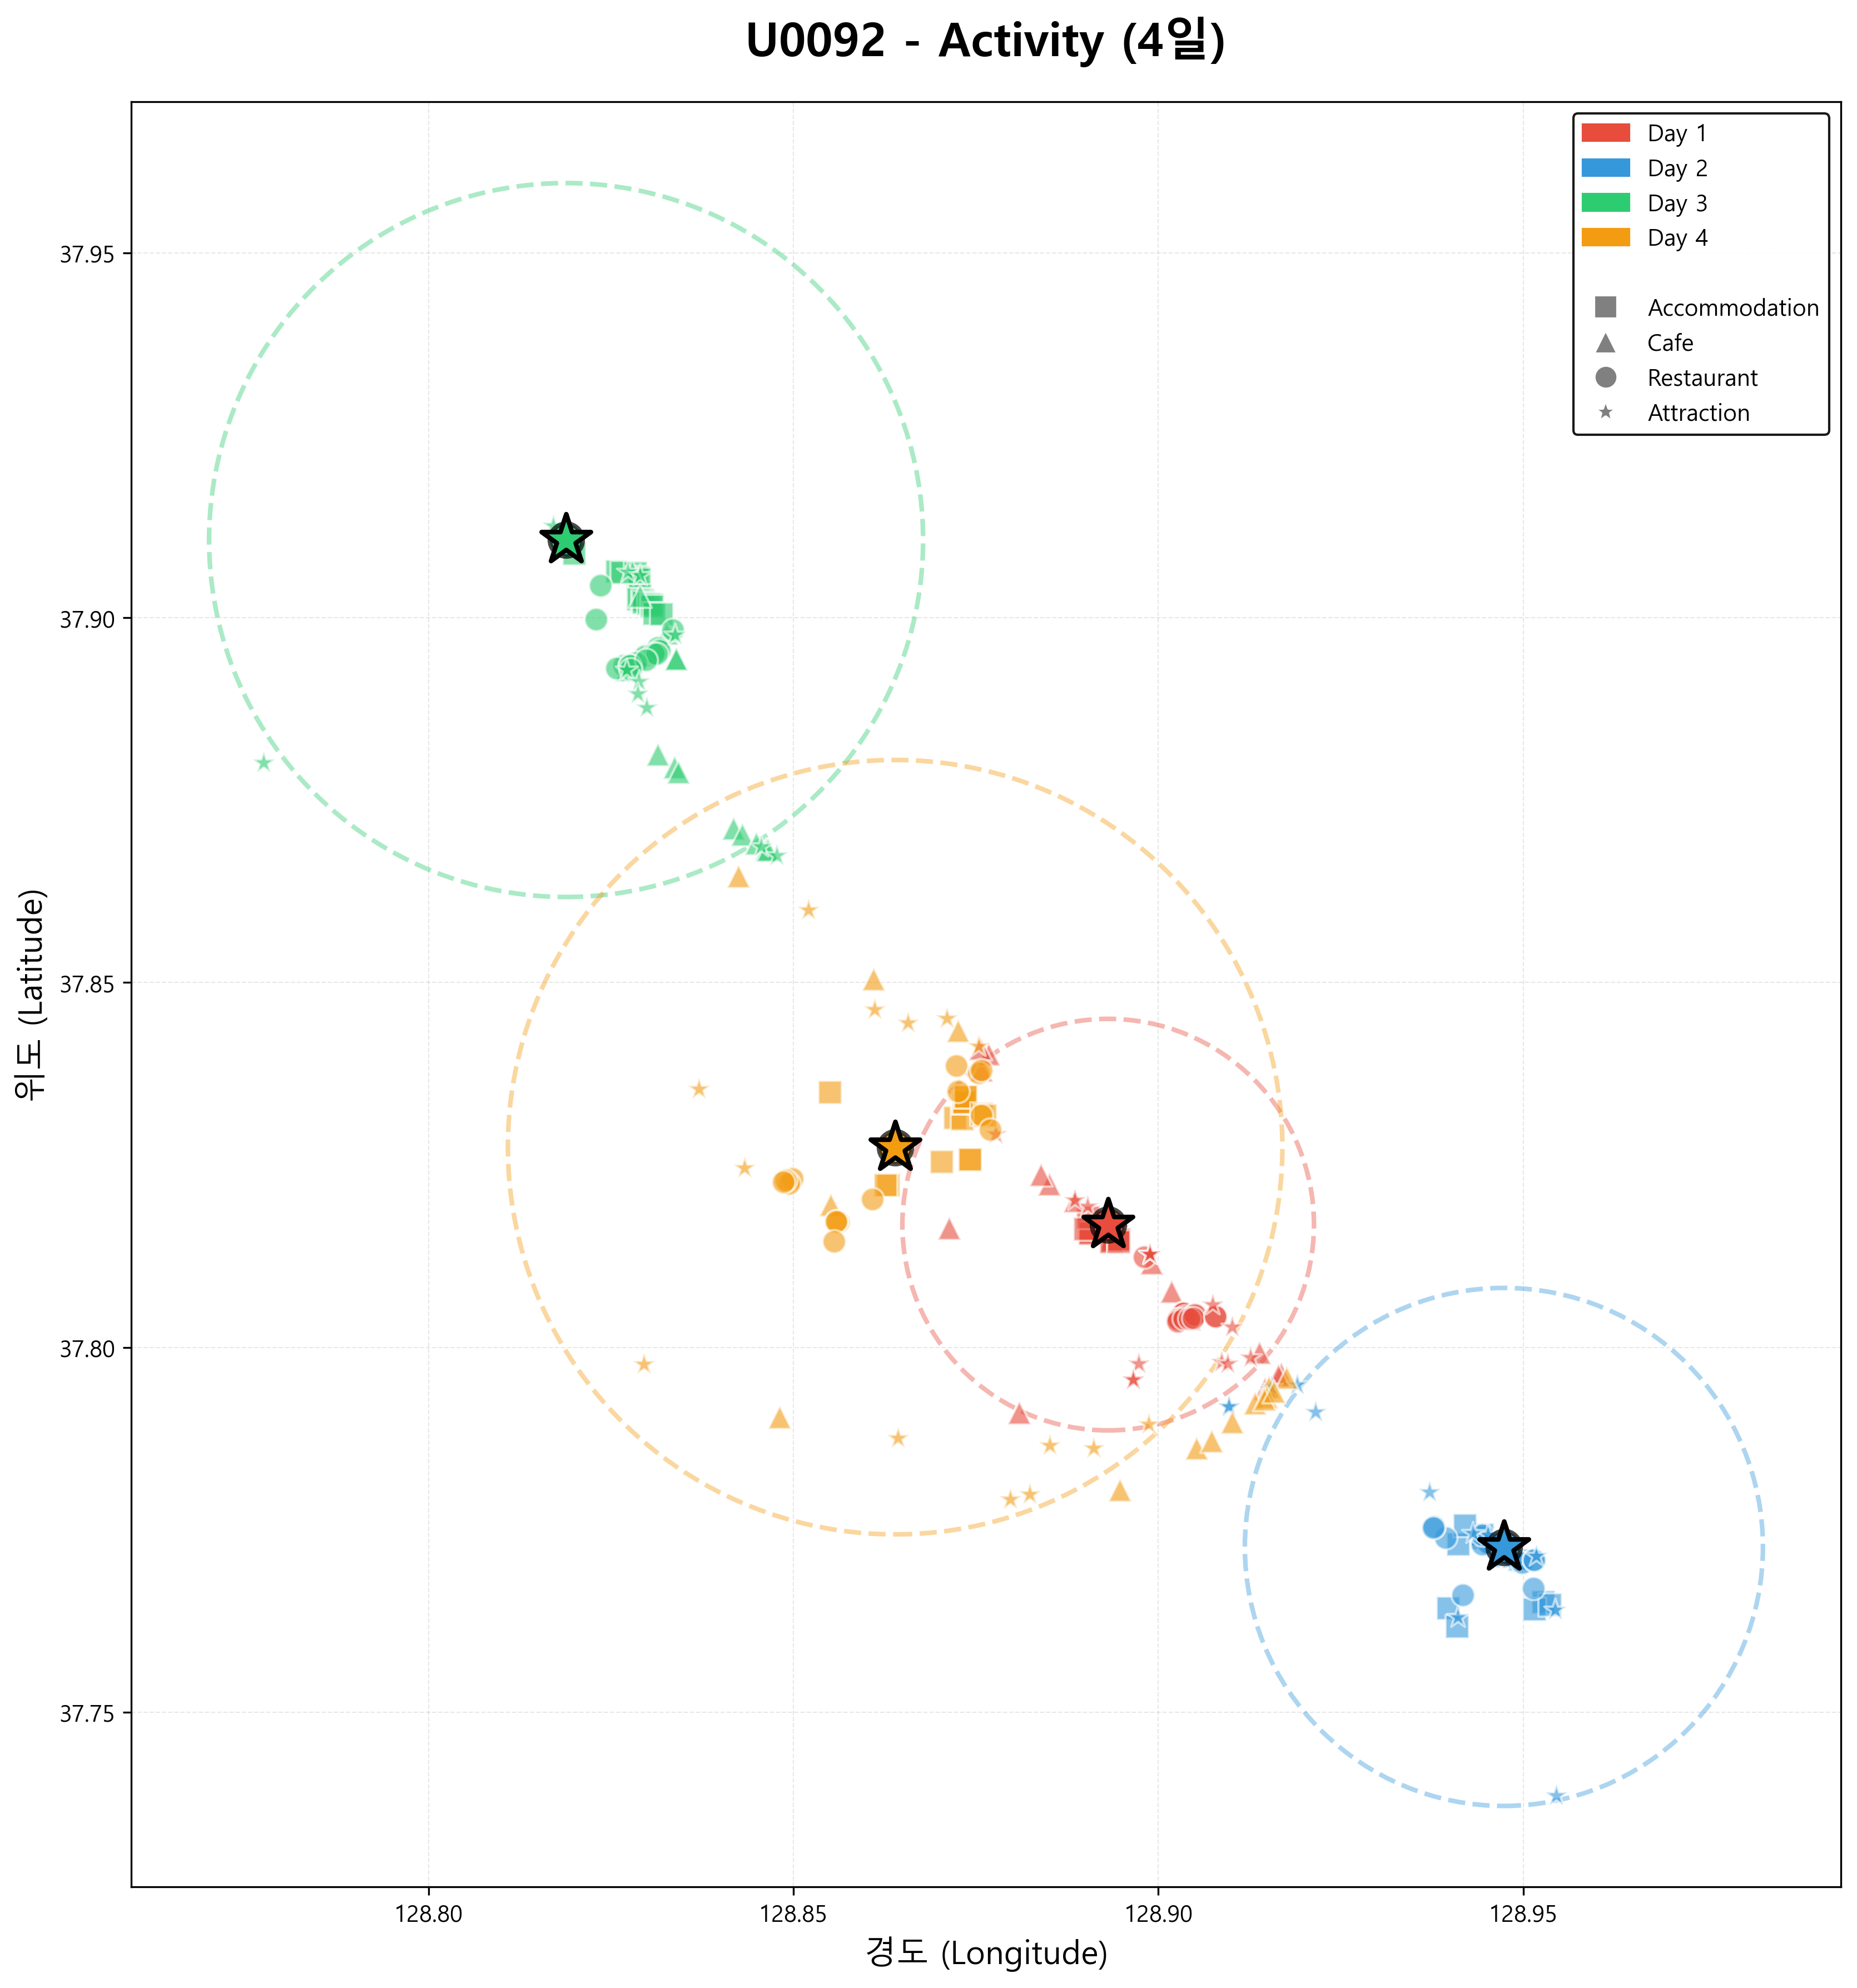 U0092 - Activity (4일)
Day 1
Day 2
Day 3
Day 4
Accommodation
Cafe
Restaurant
Attraction
위도 (Latitude)
37.95
37.90
37.85
37.80
37.75
128.80
128.85
128.90
128.95
경도 (Longitude)